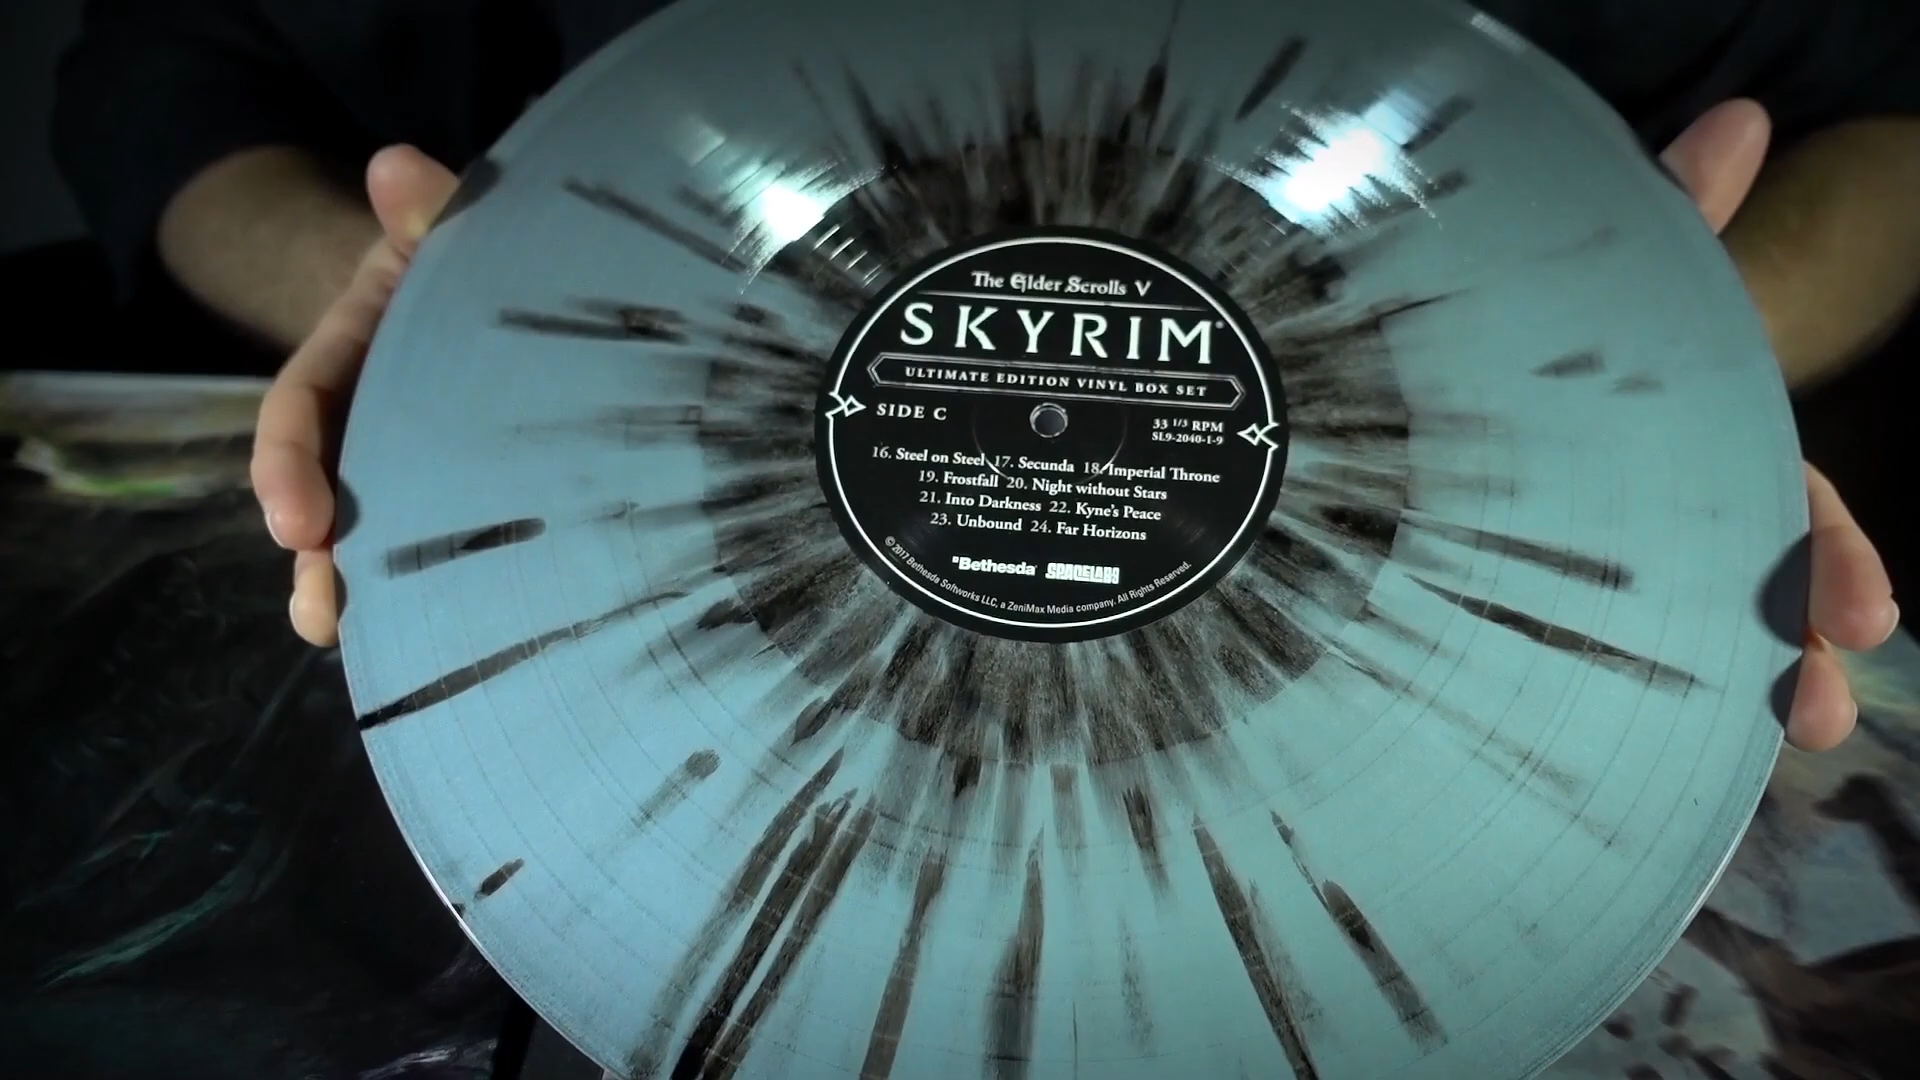 The Elder Scrolls V
SKYRIM®
ULTIMATE EDITION VINYL BOX SET
SIDE C
33 1/3 RPM
SL9-2040-1-9
16. Steel on Steel 17. Secunda 18. Imperial Throne
19. Frostfall 20. Night without Stars
21. Into Darkness 22. Kyne's Peace
23. Unbound 24. Far Horizons
Bethesda® SPACELAB9
© 2017 Bethesda Softworks LLC, a ZeniMax Media company. All Rights Reserved.